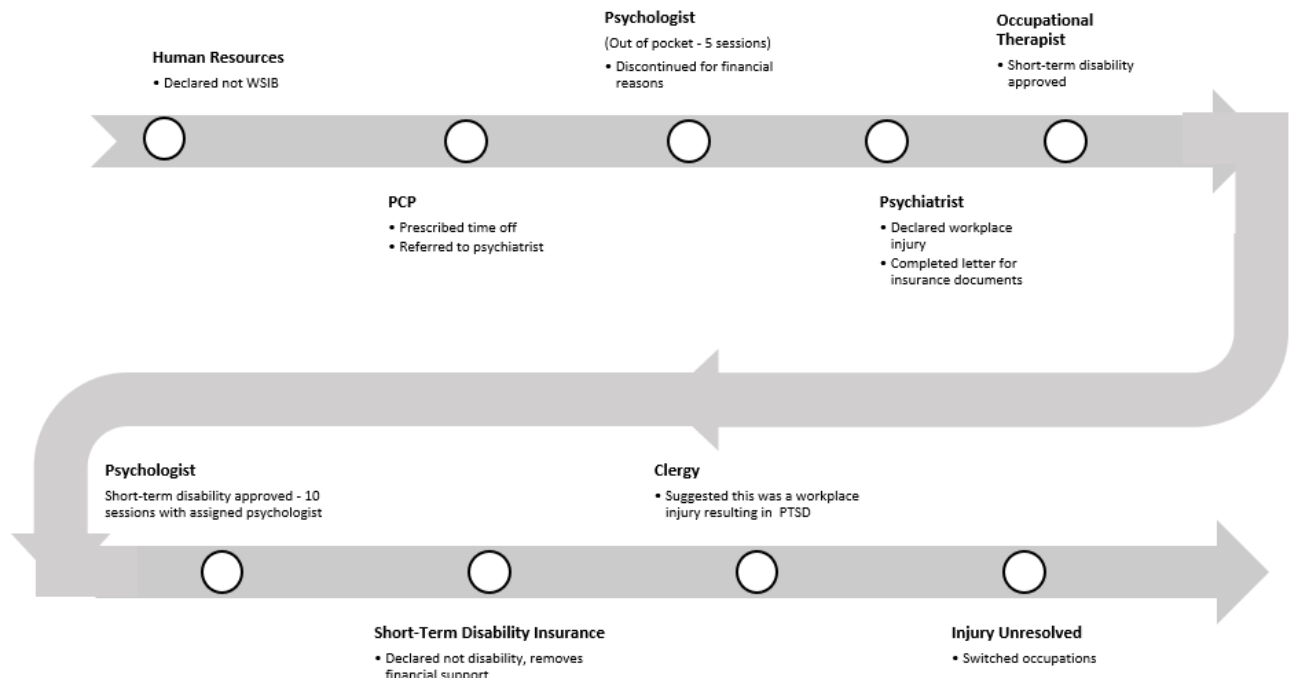 Human Resources
• Declared not WSIB
PCP
• Prescribed time off
• Referred to psychiatrist
Psychologist
(Out of pocket - 5 sessions)
• Discontinued for financial
reasons
Psychiatrist
• Declared workplace
injury
• Completed letter for
insurance documents
Occupational
Therapist
• Short-term disability
approved
Psychologist
Short-term disability approved - 10
sessions with assigned psychologist
Short-Term Disability Insurance
• Declared not disability, removes
financial support
Clergy
• Suggested this was a workplace
injury resulting in PTSD
Injury Unresolved
• Switched occupations